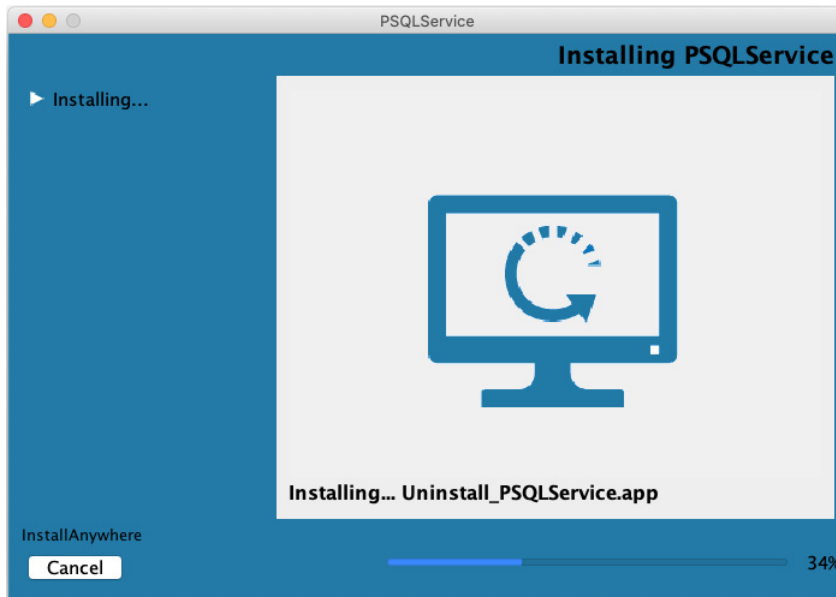 PSQLService
Installing PSQLService
Installing...
Installing... Uninstall_PSQLService.app
InstallAnywhere
Cancel
34%